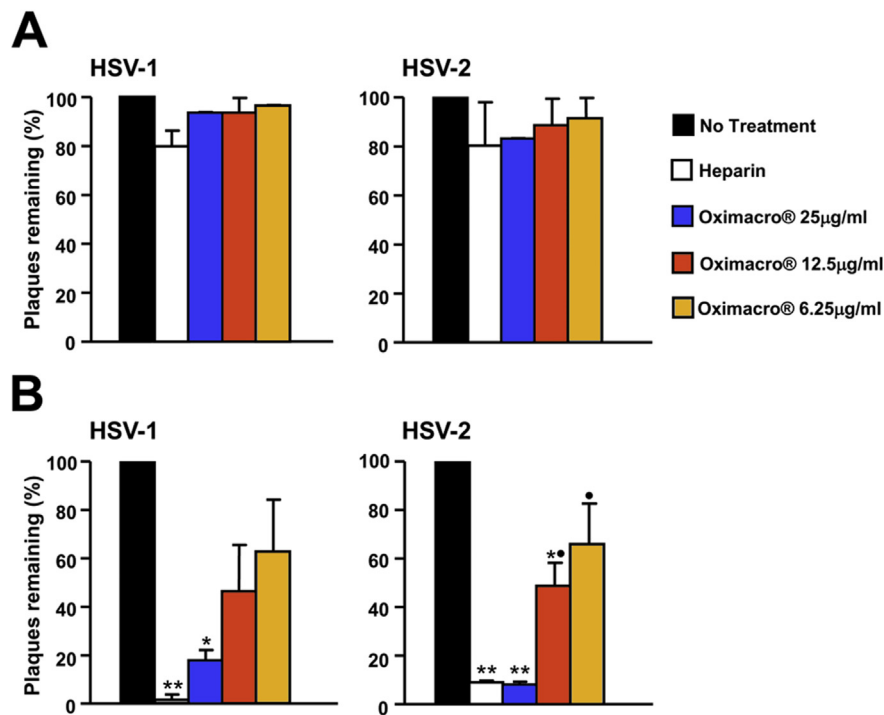 A
HSV-1
HSV-2
Plaques remaining (%)
100
80
60
40
20
0
100
80
60
40
20
0
No Treatment
Heparin
Oximacro® 25µg/ml
Oximacro® 12.5µg/ml
Oximacro® 6.25µg/ml
B
HSV-1
HSV-2
Plaques remaining (%)
100
80
60
40
20
0
**
*
100
80
60
40
20
0
**
**
*•
•